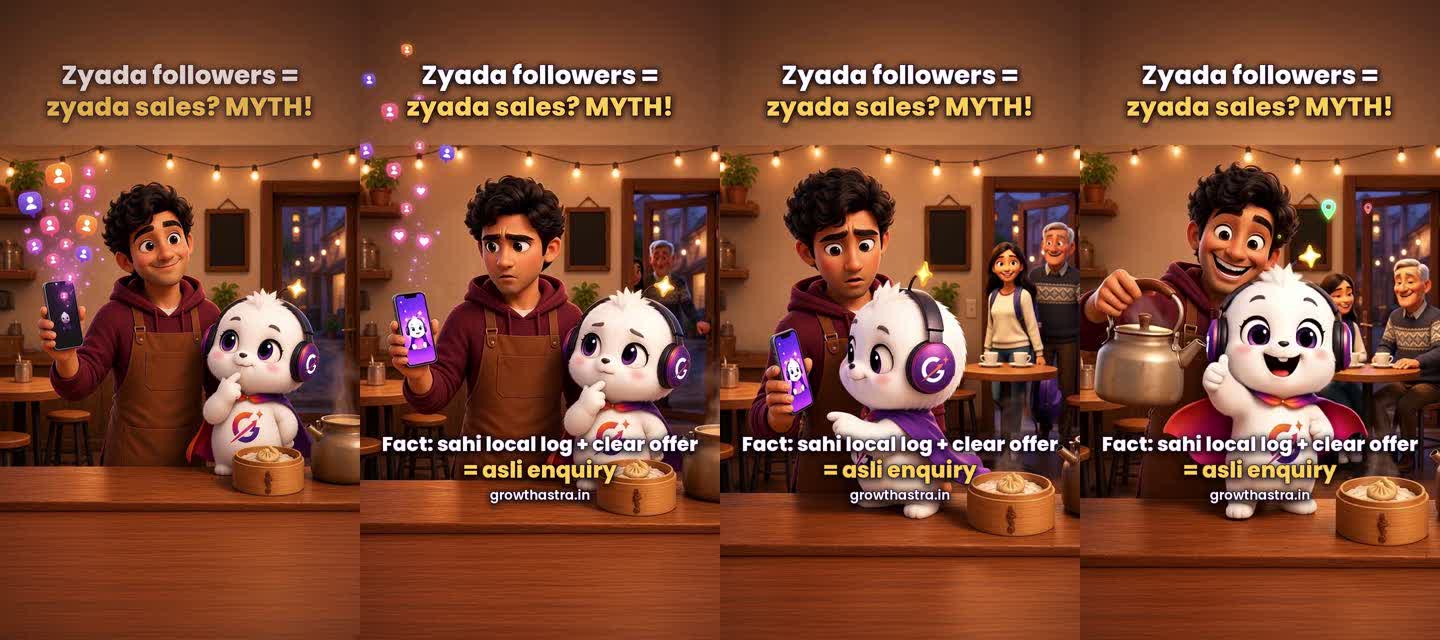 Zyada followers =
zyada sales? MYTH!
Zyada followers =
zyada sales? MYTH!
Fact: sahi local log + clear offer
= asli enquiry
growthastra.in
Zyada followers =
zyada sales? MYTH!
Fact: sahi local log + clear offer
= asli enquiry
growthastra.in
Zyada followers =
zyada sales? MYTH!
Fact: sahi local log + clear offer
= asli enquiry
growthastra.in